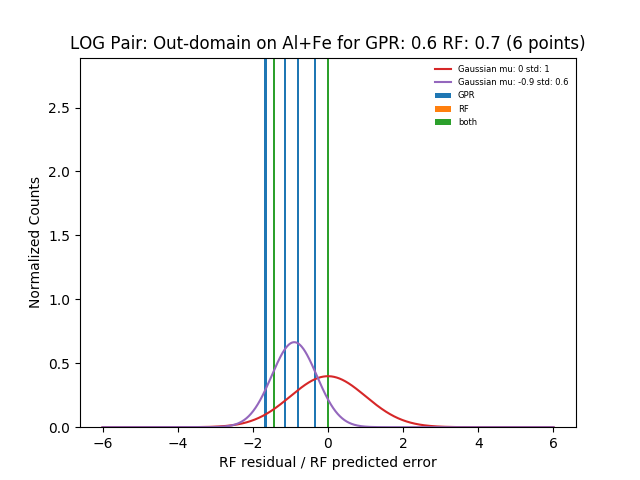 LOG Pair: Out-domain on Al+Fe for GPR: 0.6 RF: 0.7 (6 points)
Gaussian mu: 0 std: 1
Gaussian mu: -0.9 std: 0.6
GPR
RF
both
Normalized Counts
2.5
2.0
1.5
1.0
0.5
0.0
−6 −4 −2 0 2 4 6
RF residual / RF predicted error